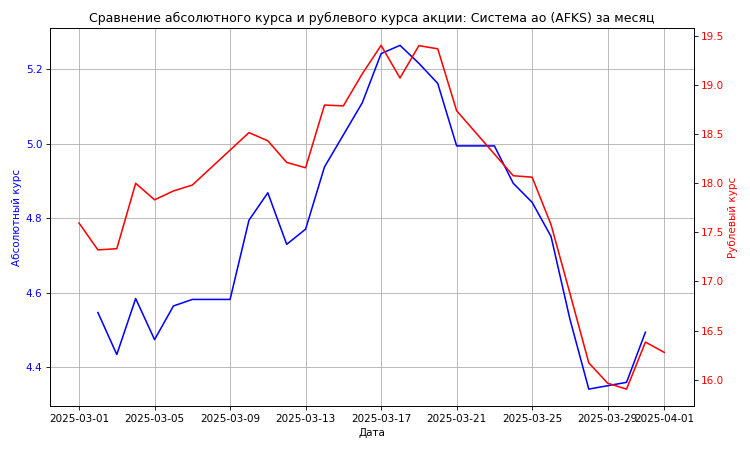 Сравнение абсолютного курса и рублевого курса акции: Система ао (AFKS) за месяц
Абсолютный курс
5.2
5.0
4.8
4.6
4.4
19.5
19.0
18.5
18.0
17.5
17.0
16.5
16.0
Рублевый курс
2025-03-01 2025-03-05 2025-03-09 2025-03-13 2025-03-17 2025-03-21 2025-03-25 2025-03-29 2025-04-01
Дата